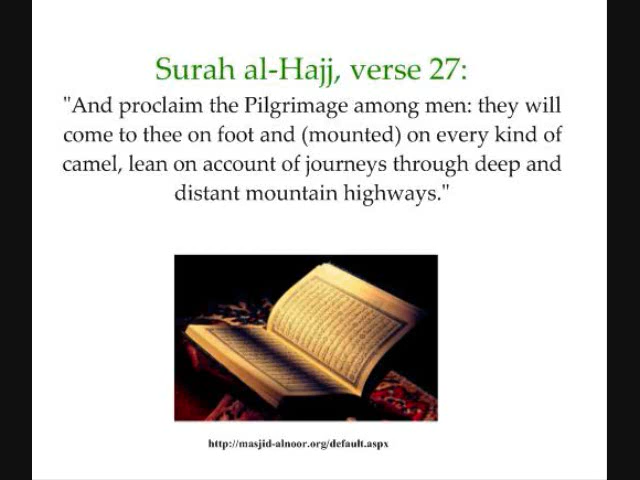 Surah al-Hajj, verse 27:
"And proclaim the Pilgrimage among men: they will
come to thee on foot and (mounted) on every kind of
camel, lean on account of journeys through deep and
distant mountain highways."
http://masjid-alnoor.org/default.aspx